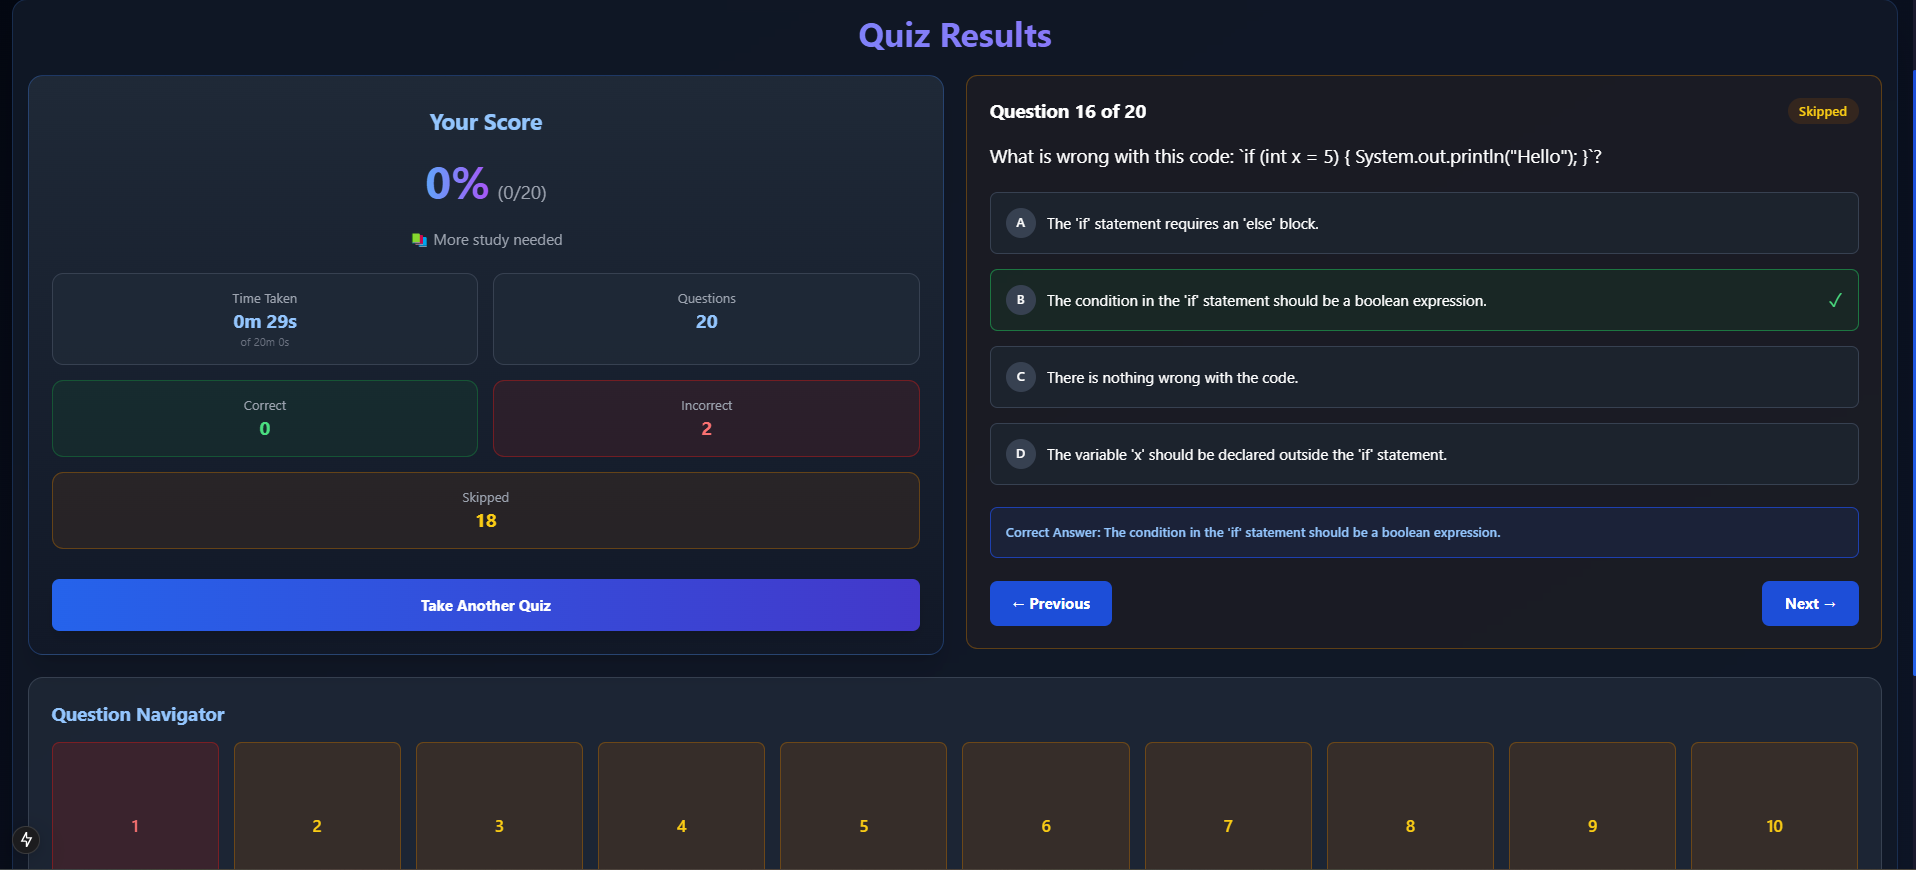 Quiz Results
Your Score
0% (0/20)
More study needed
Time Taken
0m 29s
of 20m 0s
Questions
20
Correct
0
Incorrect
2
Skipped
18
Take Another Quiz
Question 16 of 20
Skipped
What is wrong with this code: `if (int x = 5) { System.out.println("Hello"); }`?
A The 'if' statement requires an 'else' block.
B The condition in the 'if' statement should be a boolean expression. ✓
C There is nothing wrong with the code.
D The variable 'x' should be declared outside the 'if' statement.
Correct Answer: The condition in the 'if' statement should be a boolean expression.
← Previous
Next →
Question Navigator
1 2 3 4 5 6 7 8 9 10